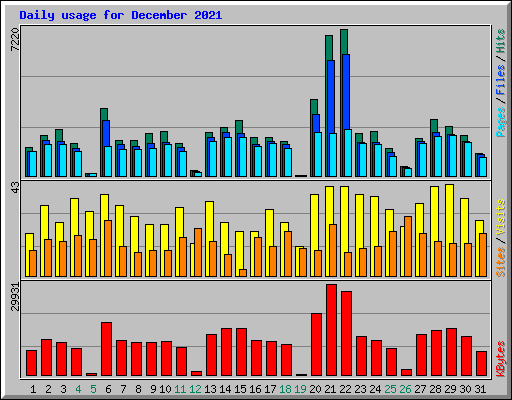 Daily usage for December 2021
7220
Pages / Files / Hits
43
Sites / Visits
29931
KBytes
1 2 3 4 5 6 7 8 9 10 11 12 13 14 15 16 17 18 19 20 21 22 23 24 25 26 27 28 29 30 31